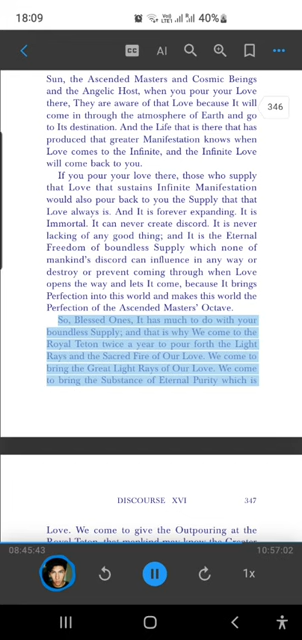 18:09
40%
CC
AI
Sun, the Ascended Masters and Cosmic Beings
and the Angelic Host, when you pour your Love
there, They are aware of that Love because It will
come in through the atmosphere of Earth and go
to Its destination. And the Life that is there that has
produced that greater Manifestation knows when
Love comes to the Infinite, and the Infinite Love
will come back to you.
346
If you pour your love there, those who supply
that Love that sustains Infinite Manifestation
would also pour back to you the Supply that that
Love always is. And It is forever expanding. It is
Immortal. It can never create discord. It is never
lacking of any good thing; and It is the Eternal
Freedom of boundless Supply which none of
mankind's discord can influence in any way or
destroy or prevent coming through when Love
opens the way and lets It come, because It brings
Perfection into this world and makes this world the
Perfection of the Ascended Masters' Octave.
So, Blessed Ones, It has much to do with your
boundless Supply; and that is why We come to the
Royal Teton twice a year to pour forth the Light
Rays and the Sacred Fire of Our Love. We come to
bring the Great Light Rays of Our Love. We come
to bring the Substance of Eternal Purity which is
DISCOURSE XVI 347
Love. We come to give the Outpouring at the
Royal Teton, that mankind may know the Greater
08:45:43
10:57:02
1x